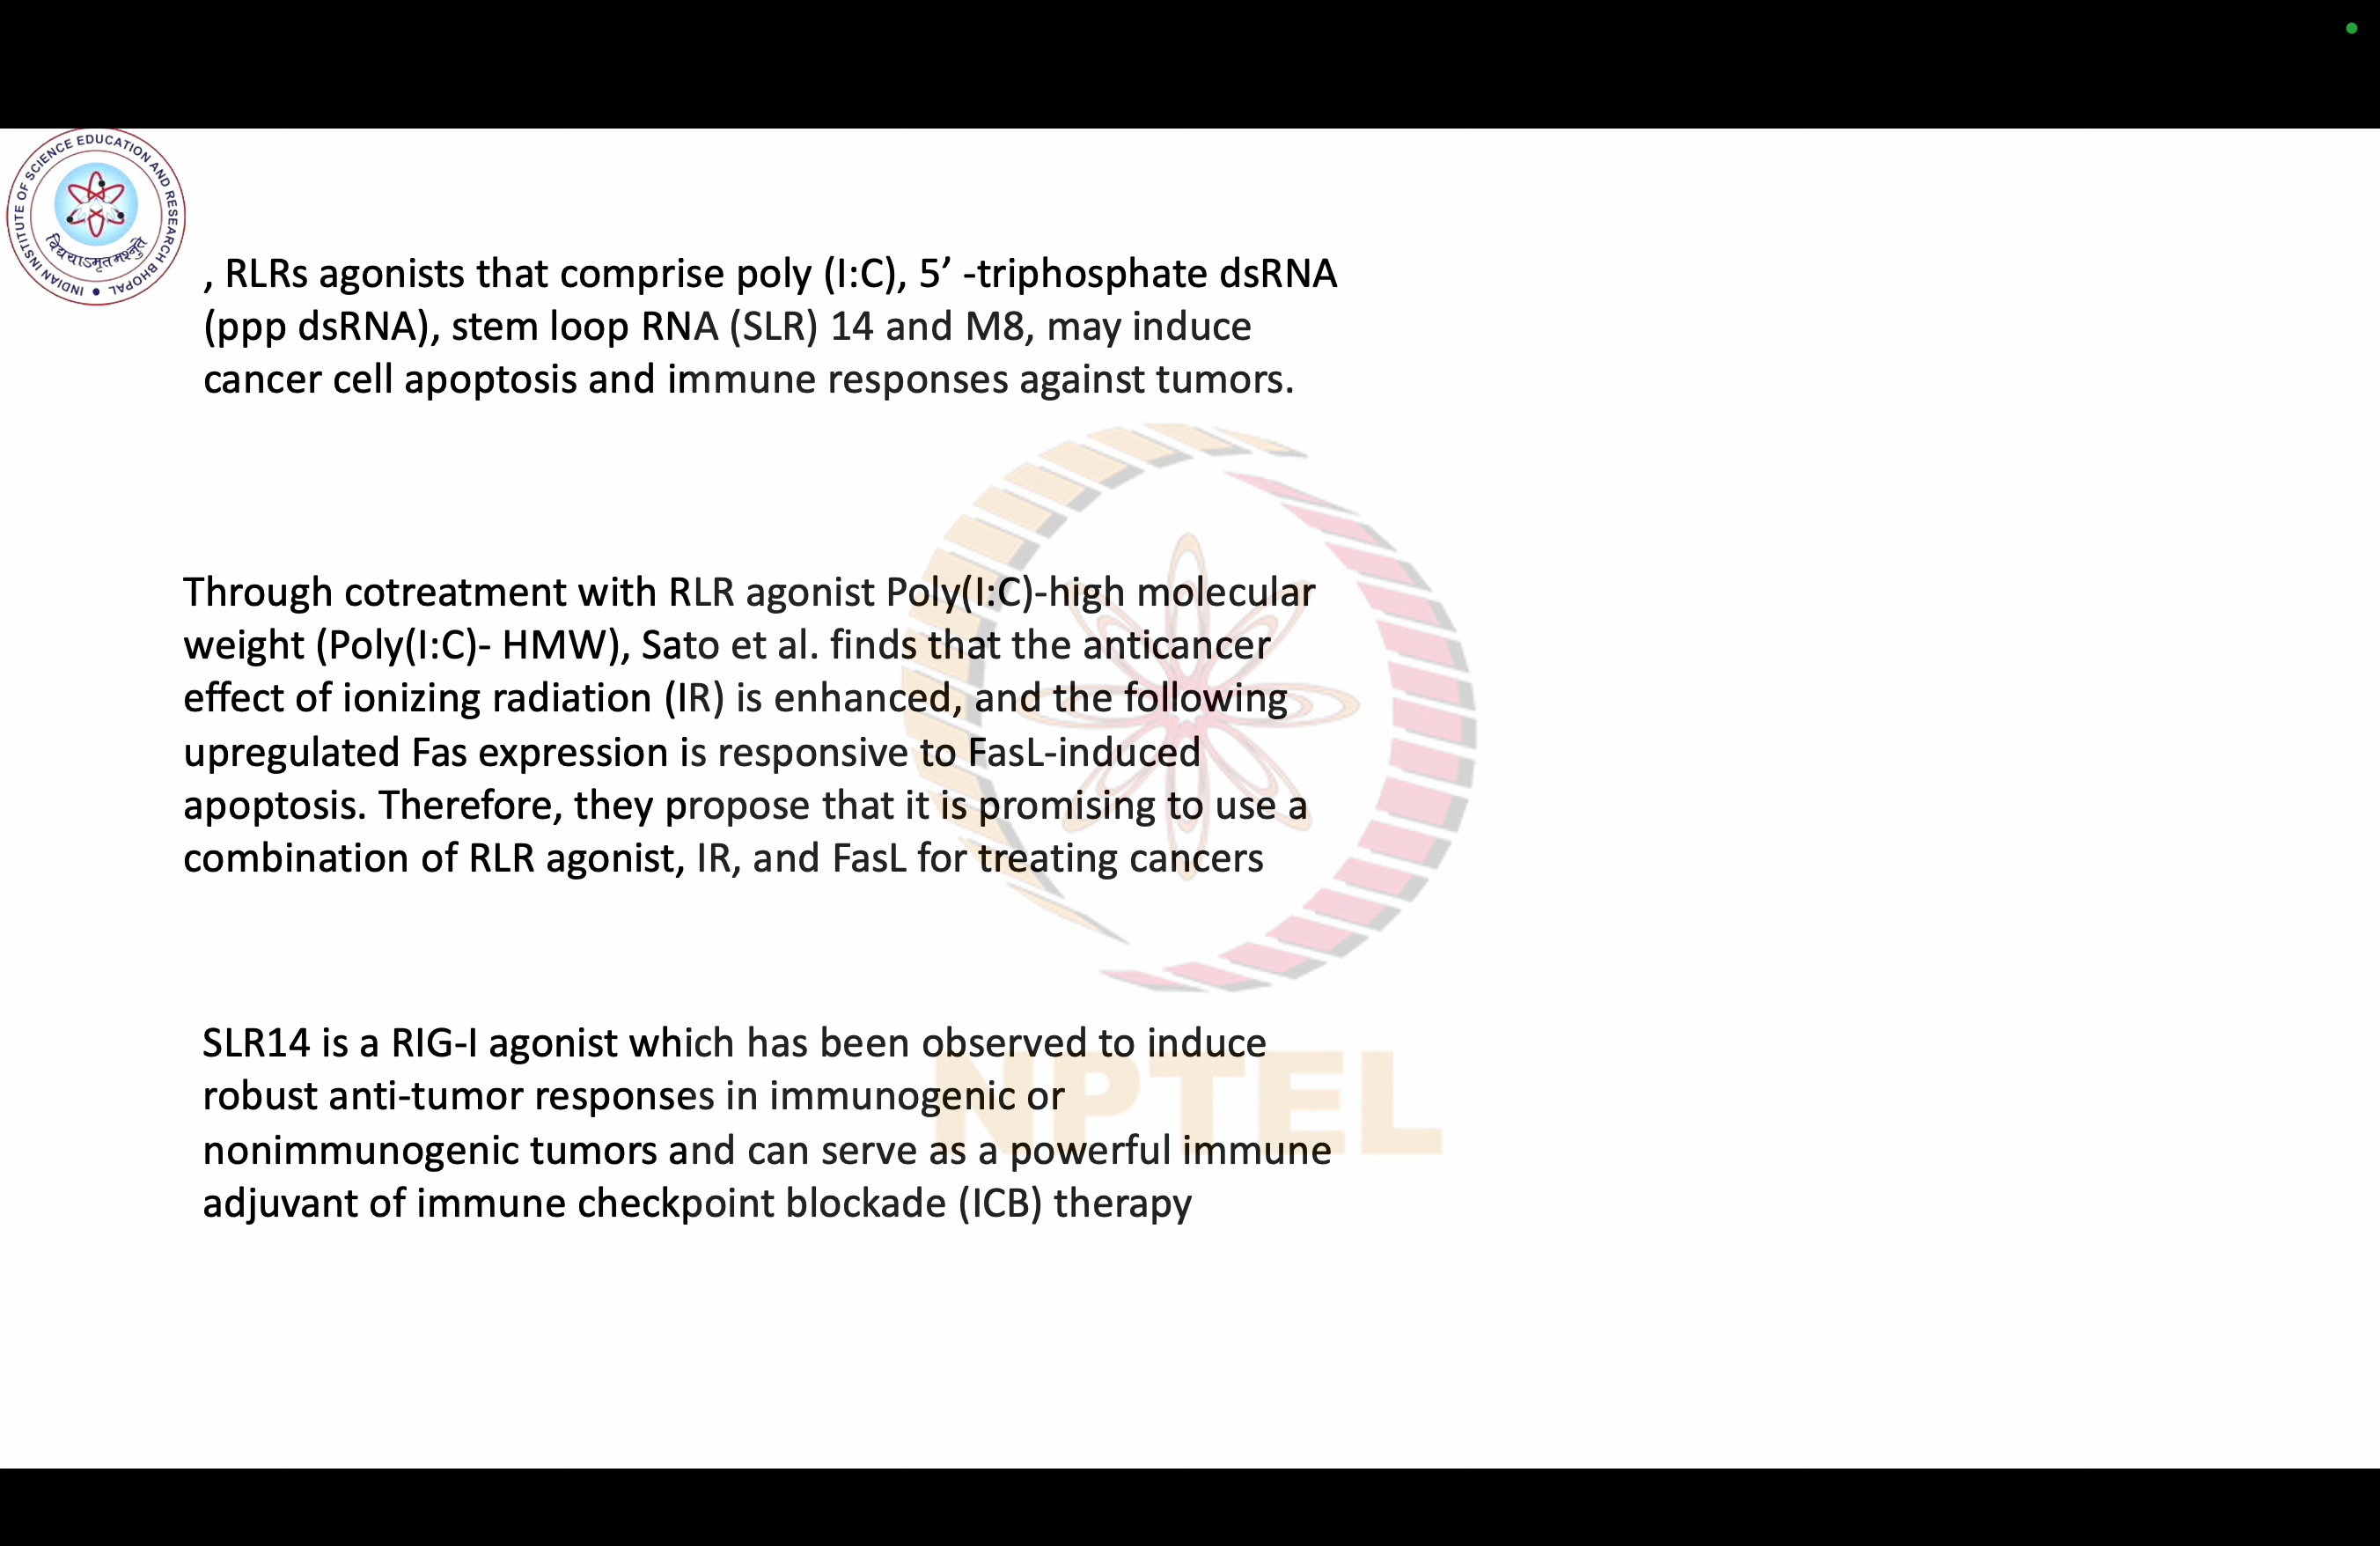 INDIAN INSTITUTE OF SCIENCE EDUCATION AND RESEARCH BHOPAL
विद्ययाऽमृतमश्नुते
, RLRs agonists that comprise poly (I:C), 5’ -triphosphate dsRNA
(ppp dsRNA), stem loop RNA (SLR) 14 and M8, may induce
cancer cell apoptosis and immune responses against tumors.
Through cotreatment with RLR agonist Poly(I:C)-high molecular
weight (Poly(I:C)- HMW), Sato et al. finds that the anticancer
effect of ionizing radiation (IR) is enhanced, and the following
upregulated Fas expression is responsive to FasL-induced
apoptosis. Therefore, they propose that it is promising to use a
combination of RLR agonist, IR, and FasL for treating cancers
SLR14 is a RIG-I agonist which has been observed to induce
robust anti-tumor responses in immunogenic or
nonimmunogenic tumors and can serve as a powerful immune
adjuvant of immune checkpoint blockade (ICB) therapy
NPTEL